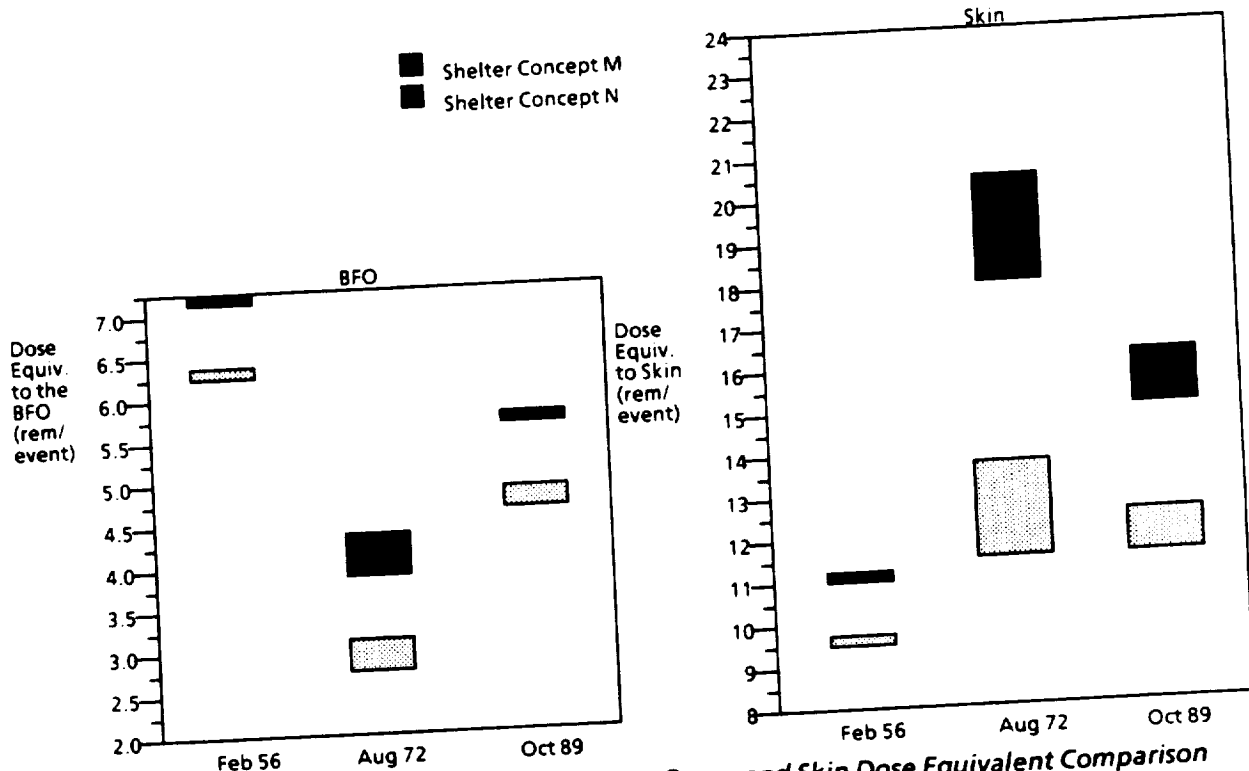 Shelter Concept M
Shelter Concept N
BFO
Dose
Equiv.
to the
BFO
(rem/
event)
7.0
6.5
6.0
5.5
5.0
4.5
4.0
3.5
3.0
2.5
2.0
Feb 56
Aug 72
Oct 89
Skin
Dose
Equiv.
to Skin
(rem/
event)
24
23
22
21
20
19
18
17
16
15
14
13
12
11
10
9
8
Feb 56
Aug 72
Oct 89
and Skin Dose Equivalent Comparison